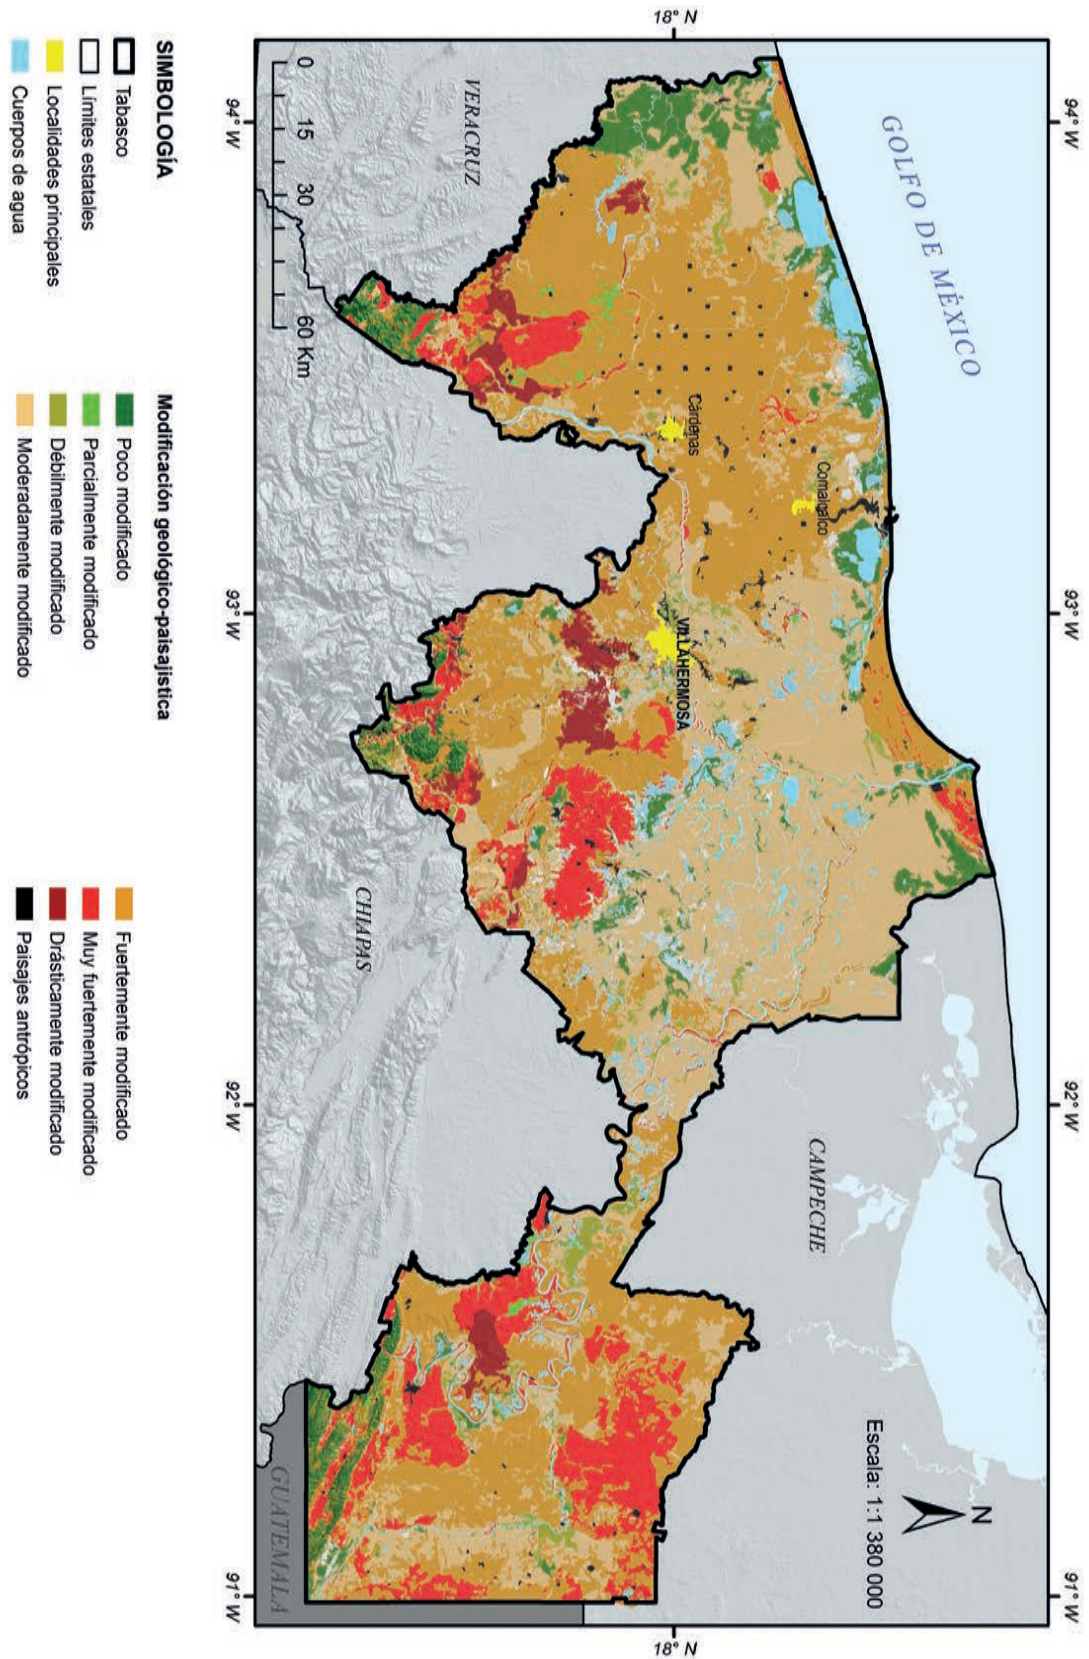 94° W
93° W
92° W
91° W
18° N
18° N
GOLFO DE MÉXICO
VERACRUZ
CAMPECHE
CHIAPAS
GUATEMALA
Cárdenas
Comalcalco
VILLAHERMOSA
N
Escala: 1:1 380 000
0 15 30 60 Km
94° W
93° W
92° W
91° W
SIMBOLOGÍA
Tabasco
Límites estatales
Localidades principales
Cuerpos de agua
Modificación geológico-paisajística
Poco modificado
Parcialmente modificado
Débilmente modificado
Moderadamente modificado
Fuertemente modificado
Muy fuertemente modificado
Drásticamente modificado
Paisajes antrópicos